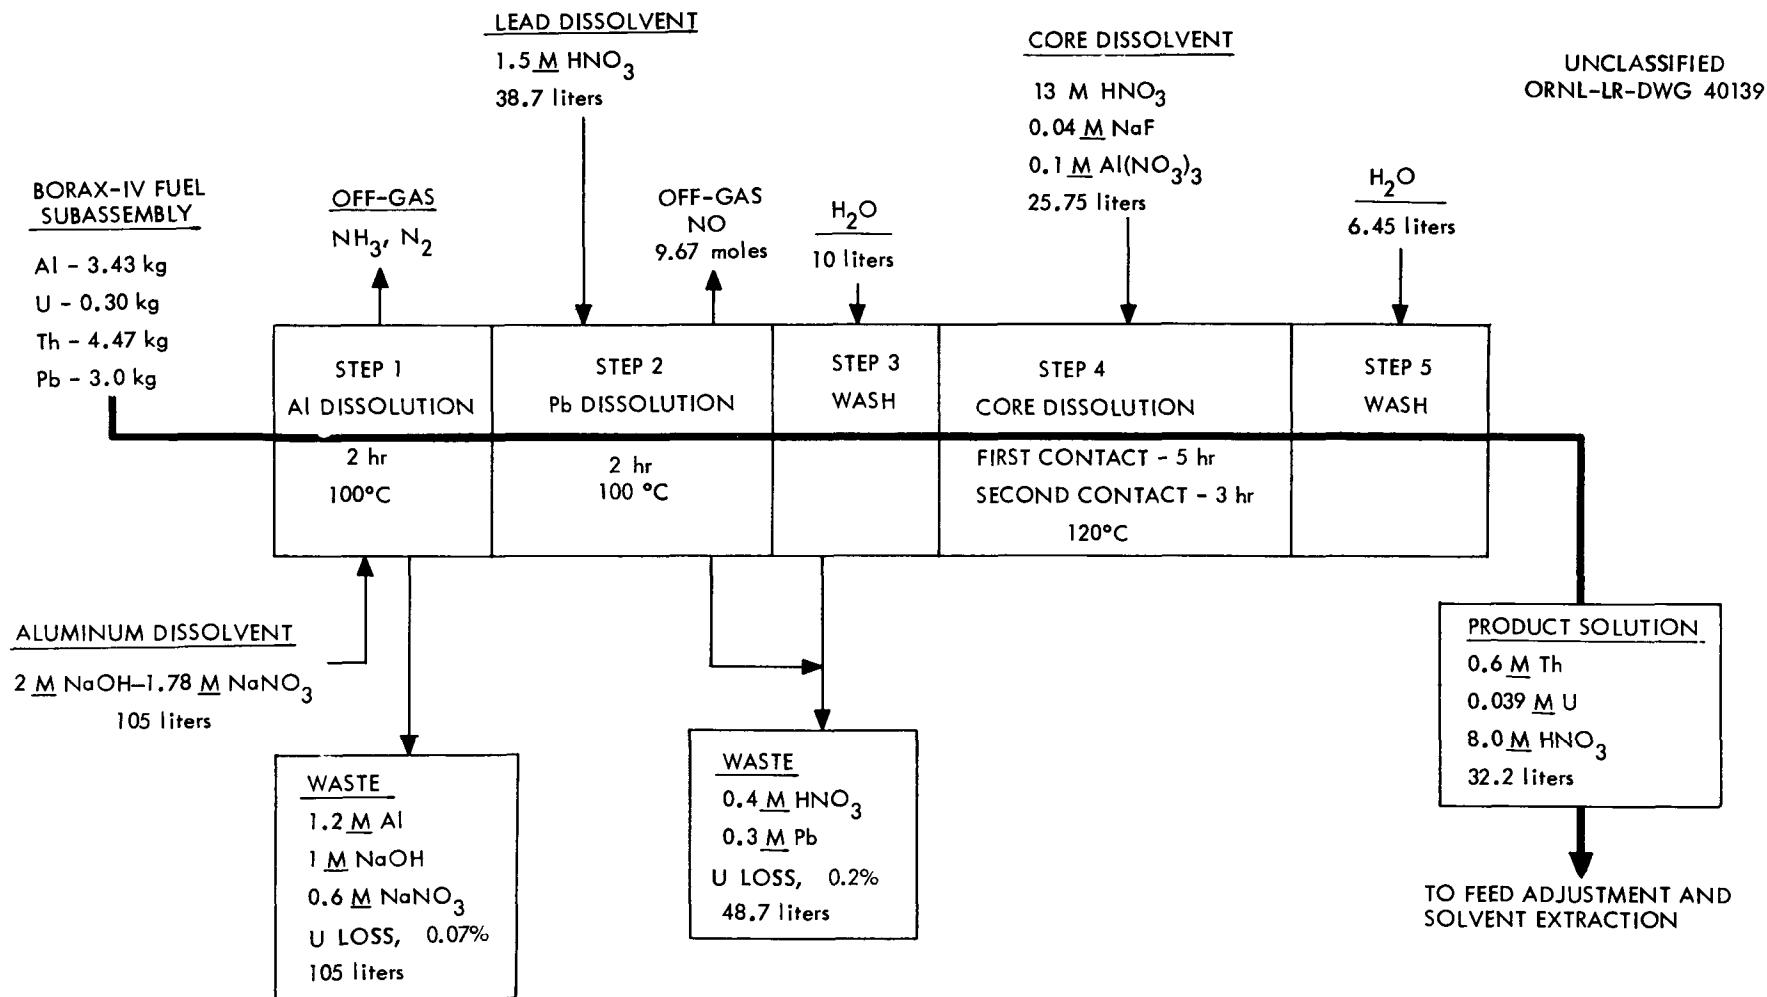 LEAD DISSOLVENT
1.5 M HNO3
38.7 liters
CORE DISSOLVENT
13 M HNO3
0.04 M NaF
0.1 M Al(NO3)3
25.75 liters
UNCLASSIFIED
ORNL-LR-DWG 40139
BORAX-IV FUEL
SUBASSEMBLY
Al - 3.43 kg
U - 0.30 kg
Th - 4.47 kg
Pb - 3.0 kg
OFF-GAS
NH3, N2
OFF-GAS
NO
9.67 moles
H2O
10 liters
H2O
6.45 liters
STEP 1
Al DISSOLUTION
2 hr
100°C
STEP 2
Pb DISSOLUTION
2 hr
100 °C
STEP 3
WASH
STEP 4
CORE DISSOLUTION
FIRST CONTACT - 5 hr
SECOND CONTACT - 3 hr
120°C
STEP 5
WASH
ALUMINUM DISSOLVENT
2 M NaOH–1.78 M NaNO3
105 liters
WASTE
1.2 M Al
1 M NaOH
0.6 M NaNO3
U LOSS, 0.07%
105 liters
WASTE
0.4 M HNO3
0.3 M Pb
U LOSS, 0.2%
48.7 liters
PRODUCT SOLUTION
0.6 M Th
0.039 M U
8.0 M HNO3
32.2 liters
TO FEED ADJUSTMENT AND
SOLVENT EXTRACTION